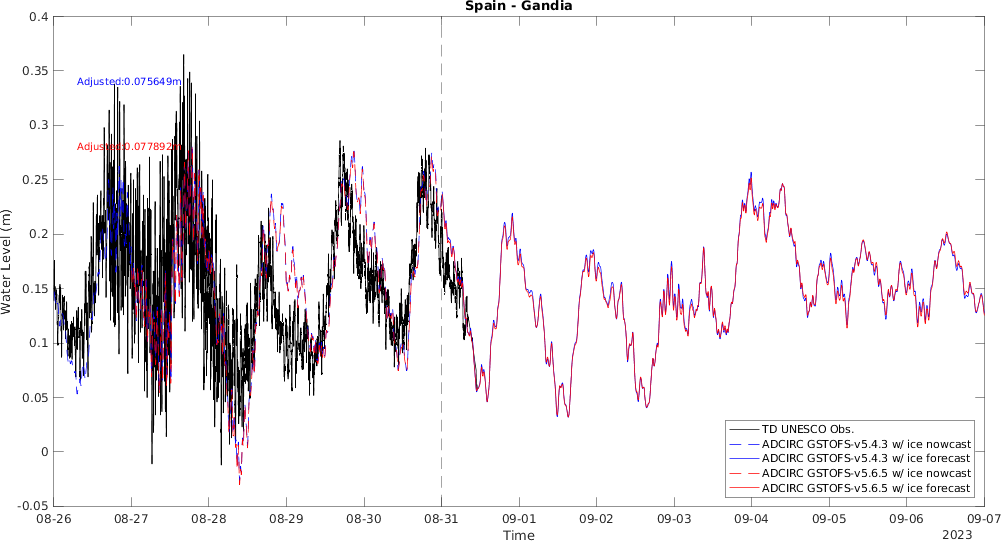 Spain - Gandia
0.4
0.35
0.3
0.25
0.2
0.15
0.1
0.05
0
-0.05
Water Level (m)
Adjusted:0.075649m
Adjusted:0.077892m
TD UNESCO Obs.
ADCIRC GSTOFS-v5.4.3 w/ ice nowcast
ADCIRC GSTOFS-v5.4.3 w/ ice forecast
ADCIRC GSTOFS-v5.6.5 w/ ice nowcast
ADCIRC GSTOFS-v5.6.5 w/ ice forecast
08-26 08-27 08-28 08-29 08-30 08-31 09-01 09-02 09-03 09-04 09-05 09-06 09-07
Time
2023